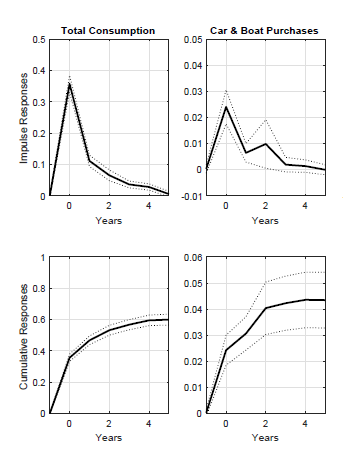 Total Consumption
Car & Boat Purchases
Impulse Responses
0.5
0.4
0.3
0.2
0.1
0
0.05
0.04
0.03
0.02
0.01
0
-0.01
0 2 4
0 2 4
Years
Years
Cumulative Responses
1
0.8
0.6
0.4
0.2
0
0.06
0.05
0.04
0.03
0.02
0.01
0
0 2 4
0 2 4
Years
Years